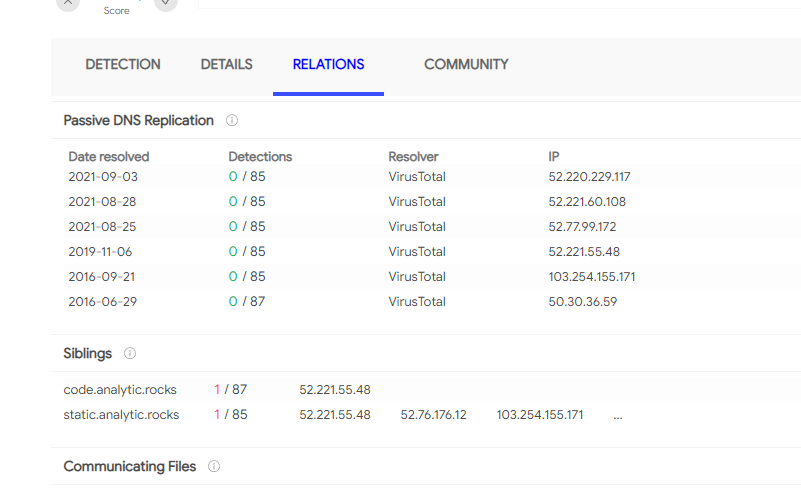 Score
DETECTION DETAILS RELATIONS COMMUNITY
Passive DNS Replication
Date resolved Detections Resolver IP
2021-09-03 0 / 85 VirusTotal 52.220.229.117
2021-08-28 0 / 85 VirusTotal 52.221.60.108
2021-08-25 0 / 85 VirusTotal 52.77.99.172
2019-11-06 0 / 85 VirusTotal 52.221.55.48
2016-09-21 0 / 85 VirusTotal 103.254.155.171
2016-06-29 0 / 87 VirusTotal 50.30.36.59
Siblings
code.analytic.rocks 1 / 87 52.221.55.48
static.analytic.rocks 1 / 85 52.221.55.48 52.76.176.12 103.254.155.171 ...
Communicating Files